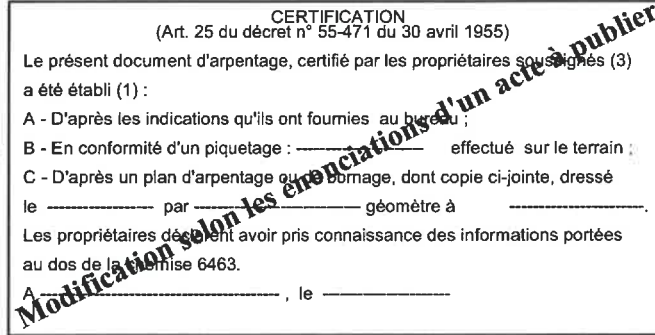 CERTIFICATION
(Art. 25 du décret n° 55-471 du 30 avril 1955)
Le présent document d'arpentage, certifié par les propriétaires soussignés (3)
a été établi (1) :
A - D'après les indications qu'ils ont fournies au bureau ;
B - En conformité d'un piquetage : ---------------------- effectué sur le terrain ;
C - D'après un plan d'arpentage ou de bornage, dont copie ci-jointe, dressé
le ------------------ par ---------------------------- géomètre à -----------------------.
Les propriétaires déclarent avoir pris connaissance des informations portées
au dos de la chemise 6463.
A ---------------------------------------- , le ----------------------
Modification selon les énonciations d'un acte à publier